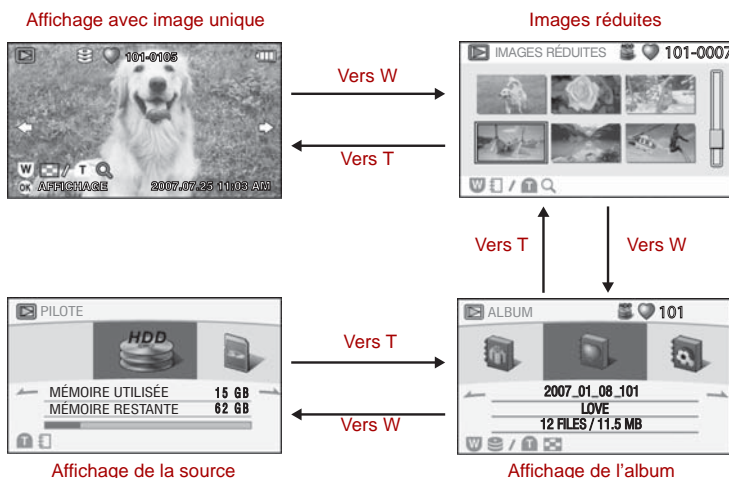 Affichage avec image unique
Images réduites
101-0105
W / T
OK AFFICHAGE 2007.07.25 11:03 AM
Vers W
Vers T
IMAGES RÉDUITES 101-0007
W / T
Vers T
Vers W
PILOTE
HDD
MÉMOIRE UTILISÉE 15 GB
MÉMOIRE RESTANTE 62 GB
T
Vers T
Vers W
ALBUM 101
2007_01_08_101
LOVE
12 FILES / 11.5 MB
W / T
Affichage de la source
Affichage de l'album